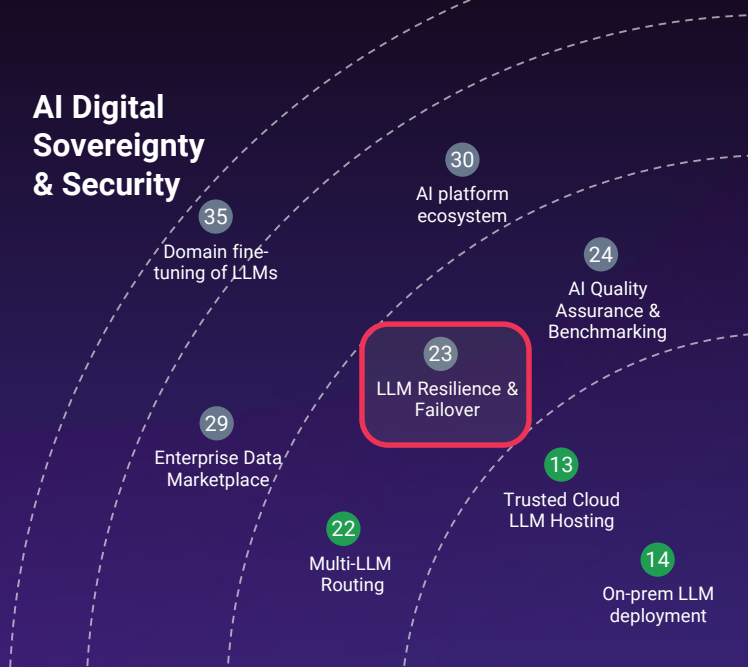 AI Digital
Sovereignty
& Security
30
AI platform
ecosystem
35
Domain fine-
tuning of LLMs
24
AI Quality
Assurance &
Benchmarking
23
LLM Resilience &
Failover
29
Enterprise Data
Marketplace
13
Trusted Cloud
LLM Hosting
22
Multi-LLM
Routing
14
On-prem LLM
deployment